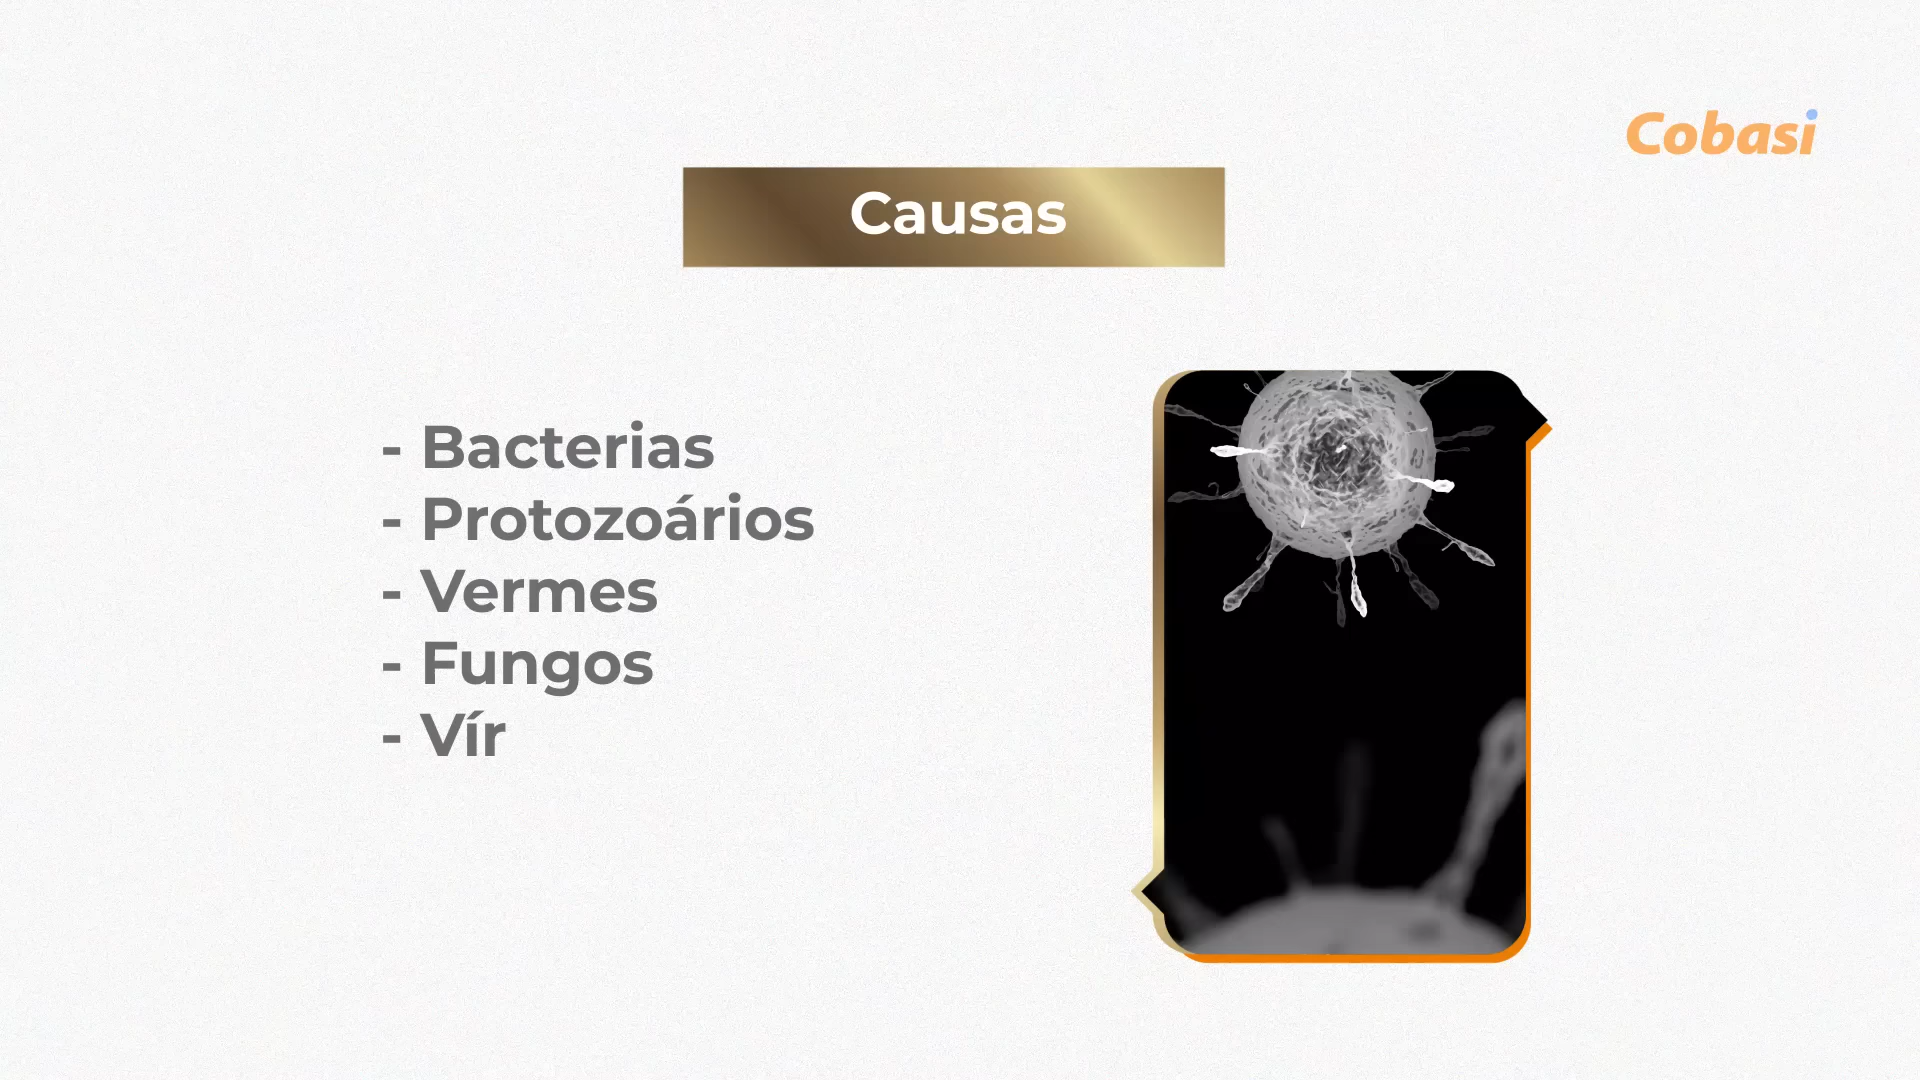 Cobasi
Causas
- Bacterias
- Protozoários
- Vermes
- Fungos
- Vír